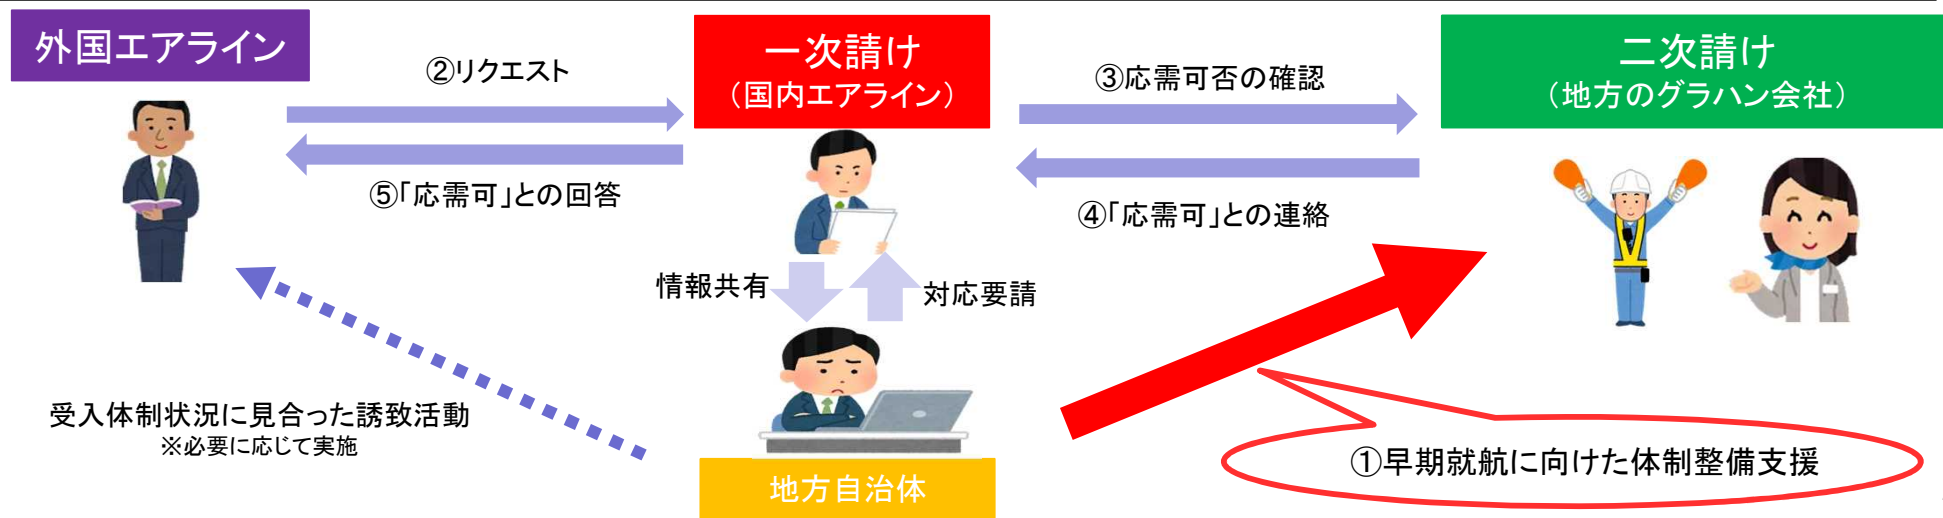 外国エアライン
②リクエスト
⑤「応需可」との回答
一次請け
（国内エアライン）
③応需可否の確認
④「応需可」との連絡
二次請け
（地方のグラハン会社）
情報共有
対応要請
受入体制状況に見合った誘致活動
※必要に応じて実施
地方自治体
①早期就航に向けた体制整備支援